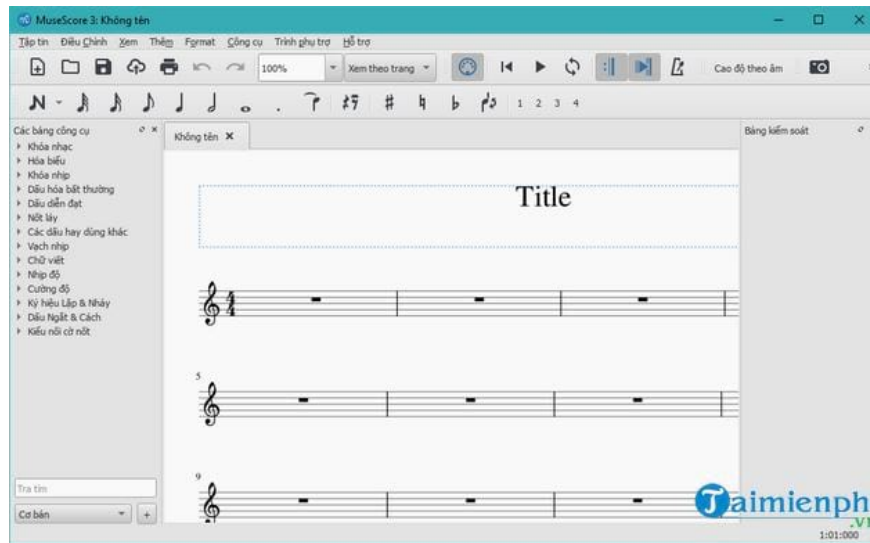 MuseScore 3: Không tên
Tập tin Điều Chỉnh Xem Thêm Format Công cụ Trình phụ trợ Hỗ trợ
100% Xem theo trang Cao độ theo âm
1 2 3 4
Các bảng công cụ
Khóa nhạc
Hóa biểu
Khóa nhịp
Dấu hóa bất thường
Dấu diễn đạt
Nốt láy
Các dấu hay dùng khác
Vạch nhịp
Chữ viết
Nhịp độ
Cường độ
Ký hiệu Lặp & Nhảy
Dấu Ngắt & Cách
Kiểu nối cờ nốt
Tra tìm
Cơ bản
Không tên
Title
4
4
5
9
Bảng kiểm soát
Taimienph
.V
1:01:000